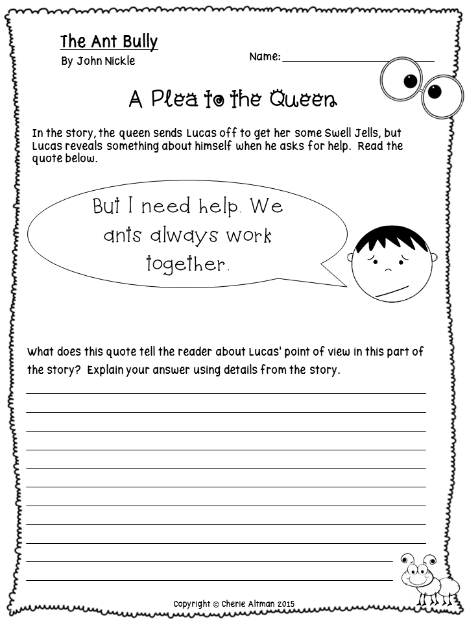 The Ant Bully
By John Nickle
Name:
A Plea to the Queen
In the story, the queen sends Lucas off to get her some Swell Jells, but
Lucas reveals something about himself when he asks for help. Read the
quote below.
But I need help. We
ants always work
together.
What does this quote tell the reader about Lucas' point of view in this part of
the story? Explain your answer using details from the story.
Copyright © Cherie Altman 2015